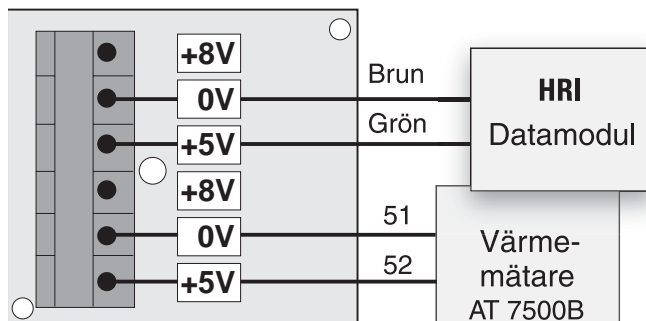 +8V
0V
+5V
+8V
0V
+5V
Brun
Grön
51
52
HRI
Datamodul
Värme-
mätare
AT 7500B